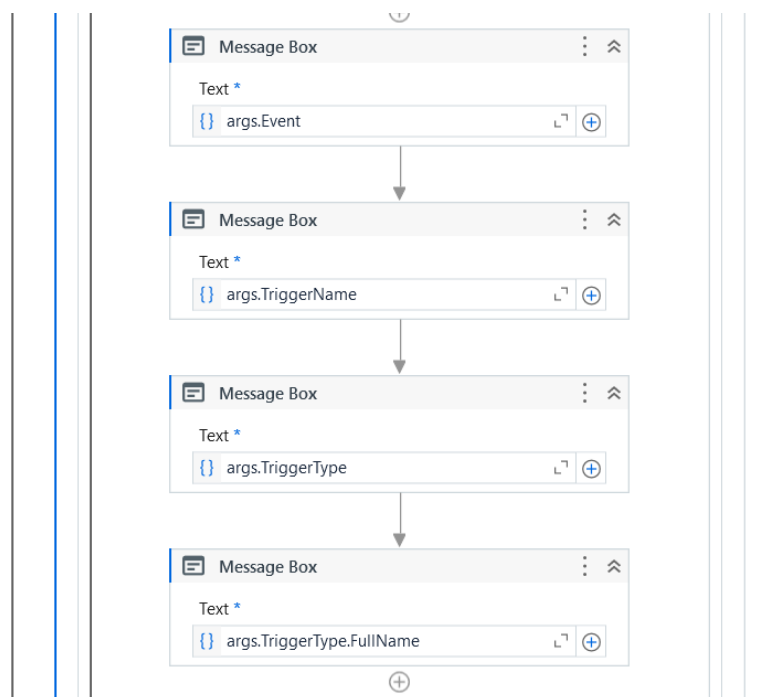 Message Box
Text *
{} args.Event
Message Box
Text *
{} args.TriggerName
Message Box
Text *
{} args.TriggerType
Message Box
Text *
{} args.TriggerType.FullName